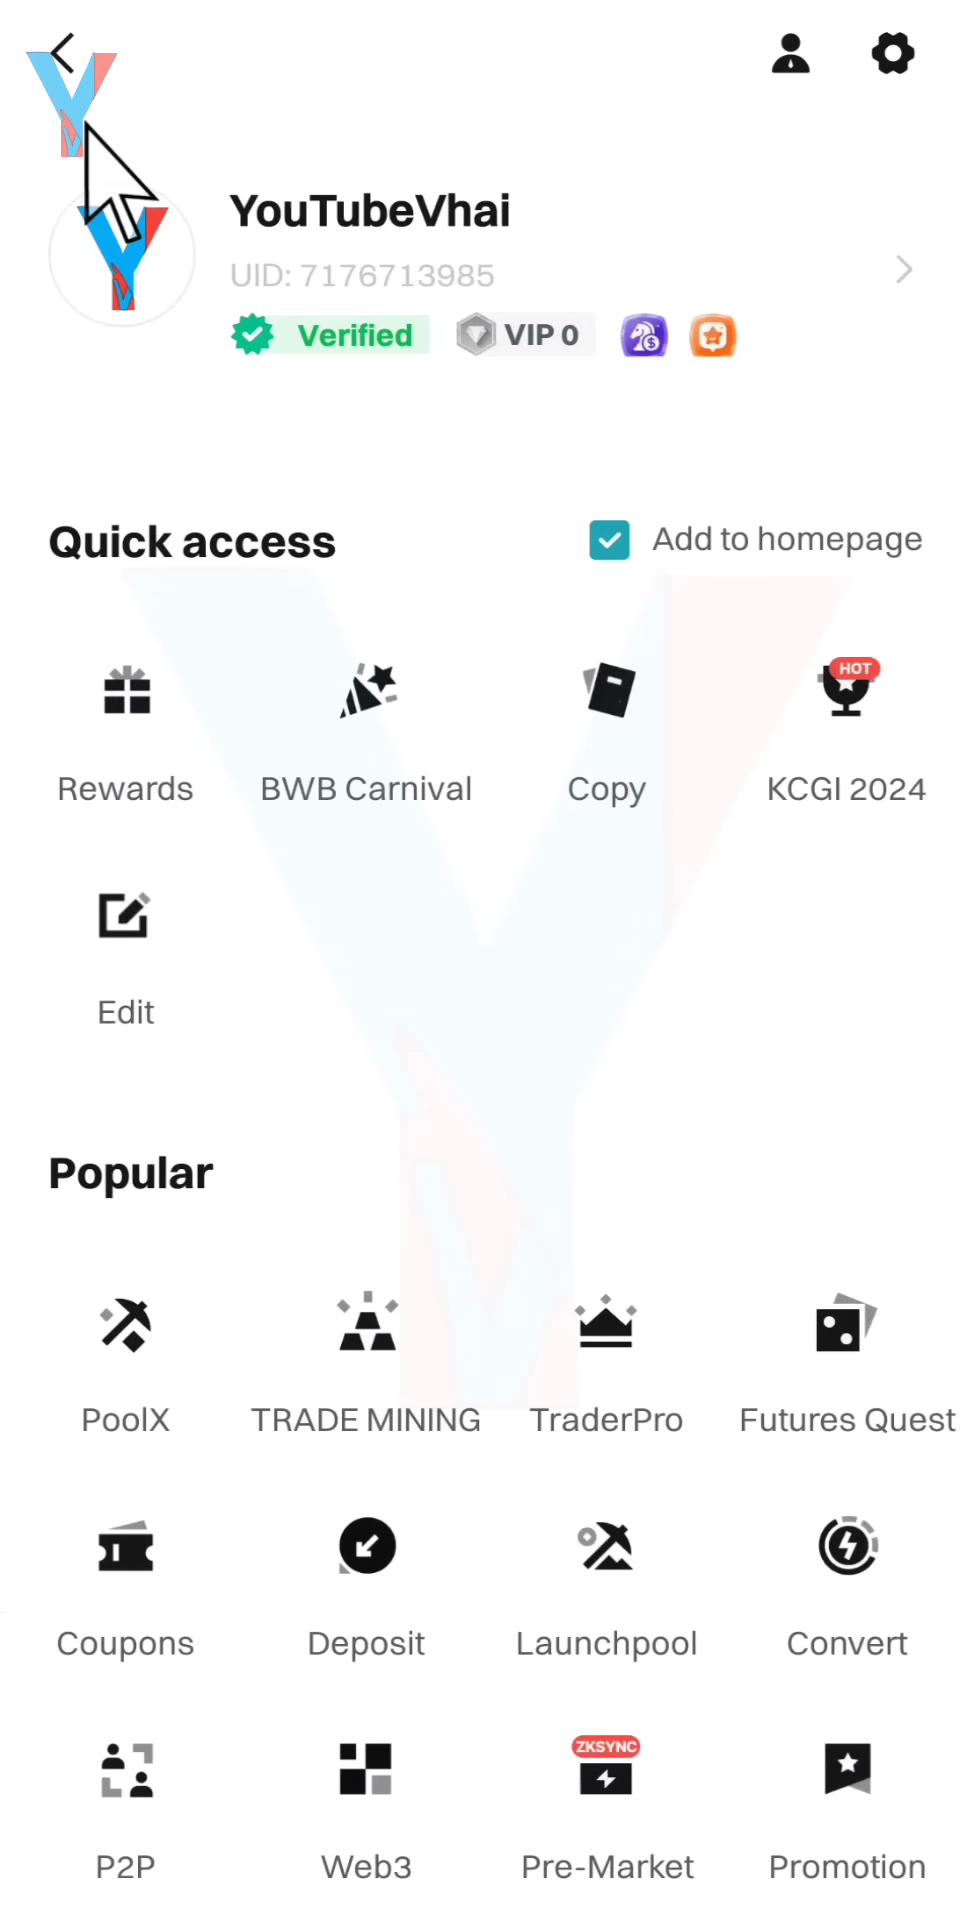 YouTubeVhai
UID: 7176713985
Verified VIP 0
Quick access Add to homepage
HOT
Rewards BWB Carnival Copy KCGI 2024
Edit
Popular
PoolX TRADE MINING TraderPro Futures Quest
Coupons Deposit Launchpool Convert
ZKSYNC
P2P Web3 Pre-Market Promotion